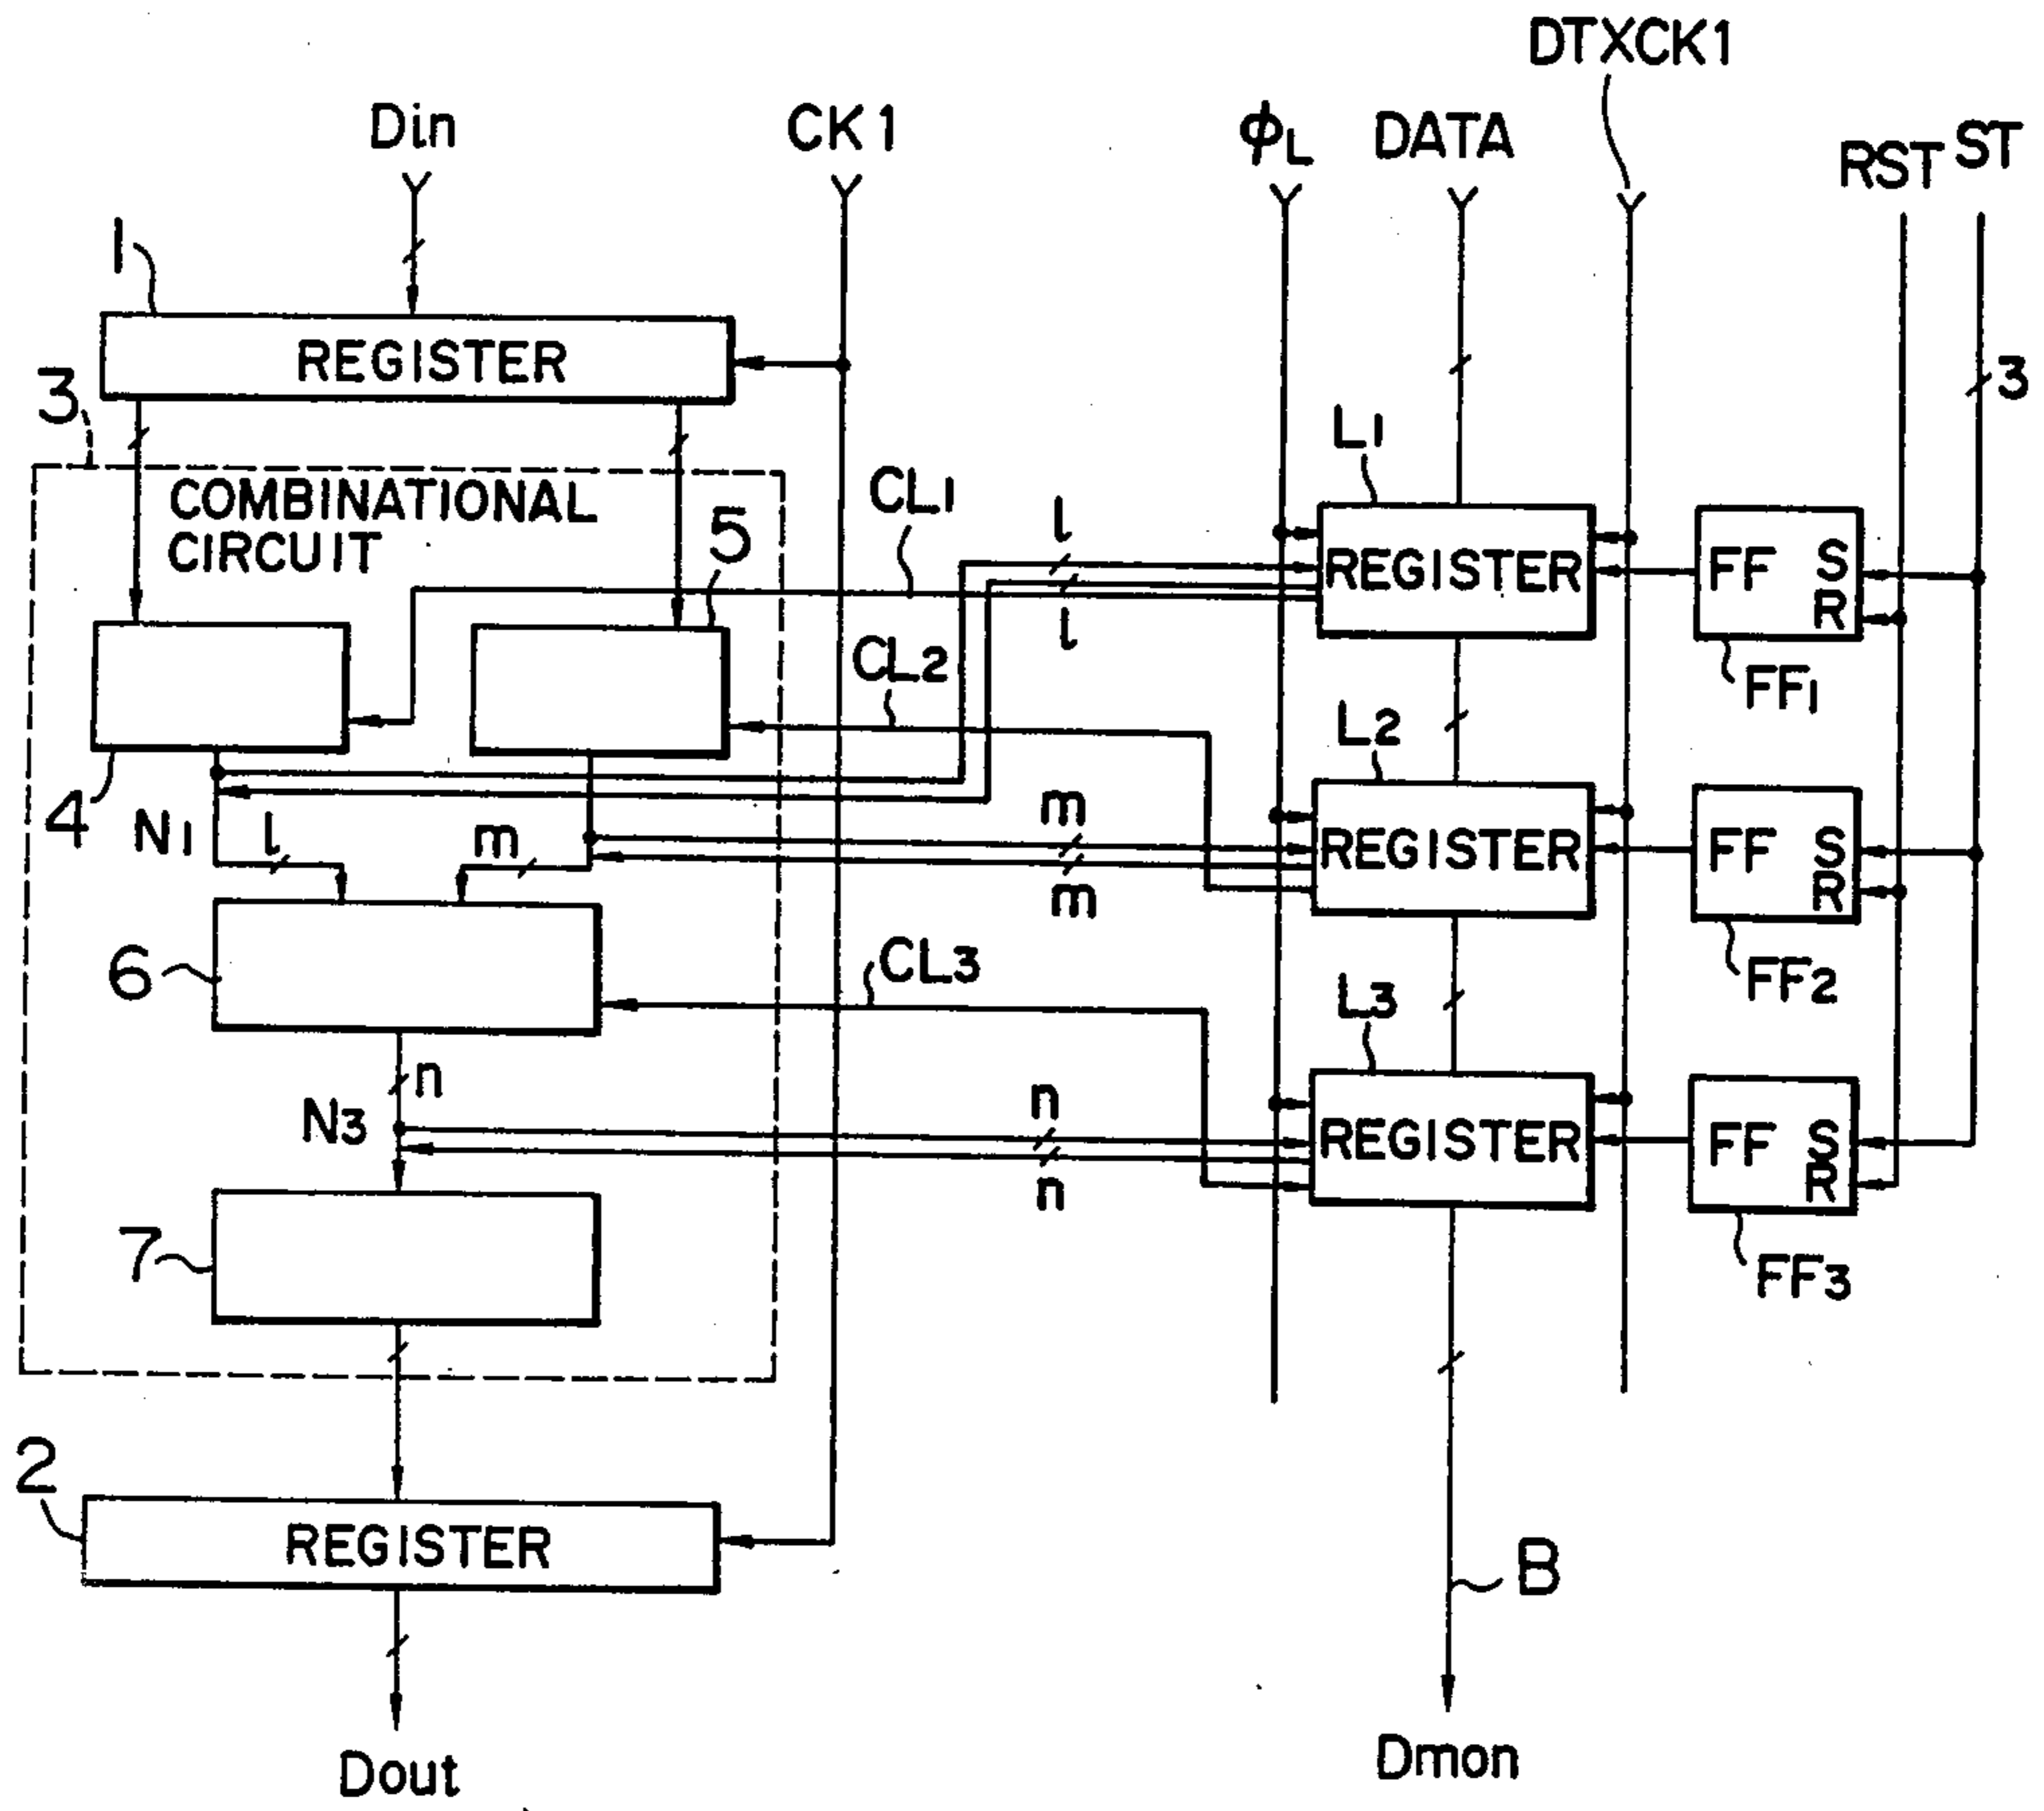 DTXCK1
Din
CK1
φL
DATA
RST
ST
1
REGISTER
3
3
L1
COMBINATIONAL
CIRCUIT
5
CL1
l
REGISTER
FF
S
R
l
CL2
FF1
L2
4
N1
l
m
m
REGISTER
FF
S
R
m
6
CL3
FF2
L3
n
N3
n
REGISTER
FF
S
R
n
7
FF3
2
REGISTER
B
Dout
Dmon